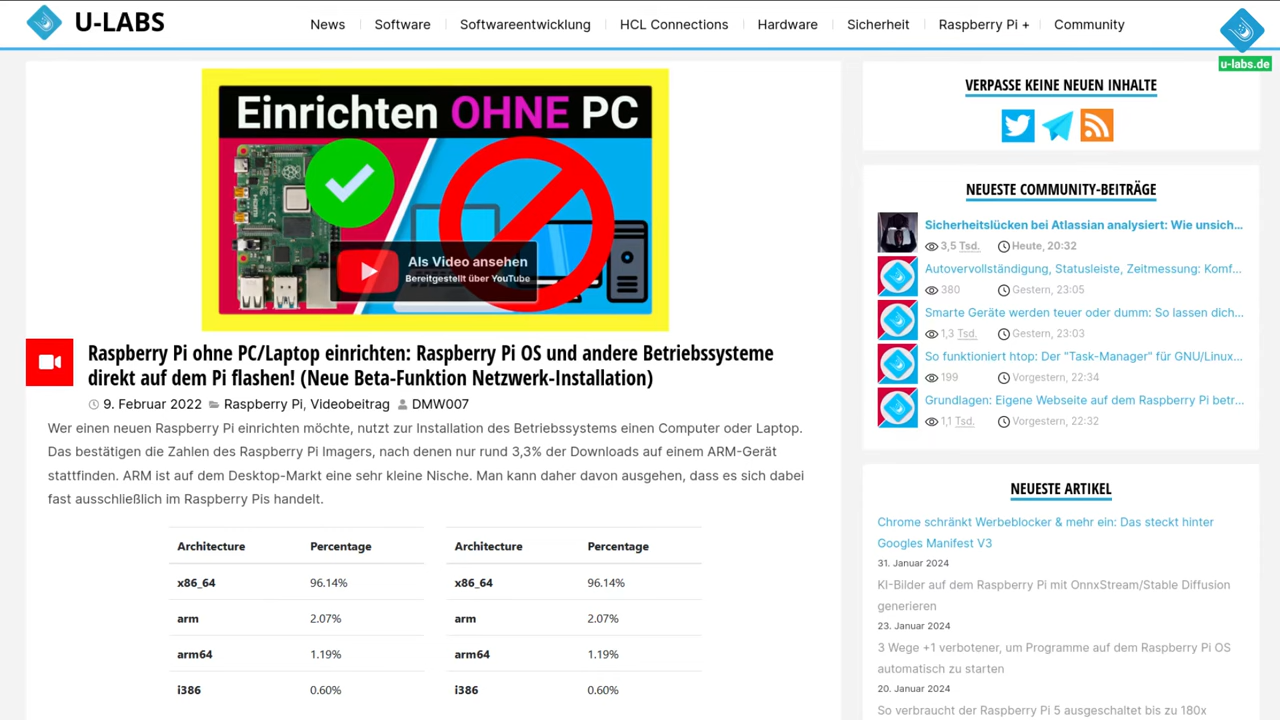 U-LABS
News
Software
Softwareentwicklung
HCL Connections
Hardware
Sicherheit
Raspberry Pi +
Community
u-labs.de
Einrichten OHNE PC
Als Video ansehen
Bereitgestellt über YouTube
Raspberry Pi ohne PC/Laptop einrichten: Raspberry Pi OS und andere Betriebssysteme
direkt auf dem Pi flashen! (Neue Beta-Funktion Netzwerk-Installation)
9. Februar 2022 Raspberry Pi, Videobeitrag DMW007
Wer einen neuen Raspberry Pi einrichten möchte, nutzt zur Installation des Betriebssystems einen Computer oder Laptop.
Das bestätigen die Zahlen des Raspberry Pi Imagers, nach denen nur rund 3,3% der Downloads auf einem ARM-Gerät
stattfinden. ARM ist auf dem Desktop-Markt eine sehr kleine Nische. Man kann daher davon ausgehen, dass es sich dabei
fast ausschließlich im Raspberry Pis handelt.
Architecture Percentage
x86_64 96.14%
arm 2.07%
arm64 1.19%
i386 0.60%
Architecture Percentage
x86_64 96.14%
arm 2.07%
arm64 1.19%
i386 0.60%
VERPASSE KEINE NEUEN INHALTE
NEUESTE COMMUNITY-BEITRÄGE
Sicherheitslücken bei Atlassian analysiert: Wie unsich...
3,5 Tsd. Heute, 20:32
Autovervollständigung, Statusleiste, Zeitmessung: Komf...
380 Gestern, 23:05
Smarte Geräte werden teuer oder dumm: So lassen dich...
1,3 Tsd. Gestern, 23:03
So funktioniert htop: Der "Task-Manager" für GNU/Linux...
199 Vorgestern, 22:34
Grundlagen: Eigene Webseite auf dem Raspberry Pi betr...
1,1 Tsd. Vorgestern, 22:32
NEUESTE ARTIKEL
Chrome schränkt Werbeblocker & mehr ein: Das steckt hinter
Googles Manifest V3
31. Januar 2024
KI-Bilder auf dem Raspberry Pi mit OnnxStream/Stable Diffusion
generieren
23. Januar 2024
3 Wege +1 verbotener, um Programme auf dem Raspberry Pi OS
automatisch zu starten
20. Januar 2024
So verbraucht der Raspberry Pi 5 ausgeschaltet bis zu 180x